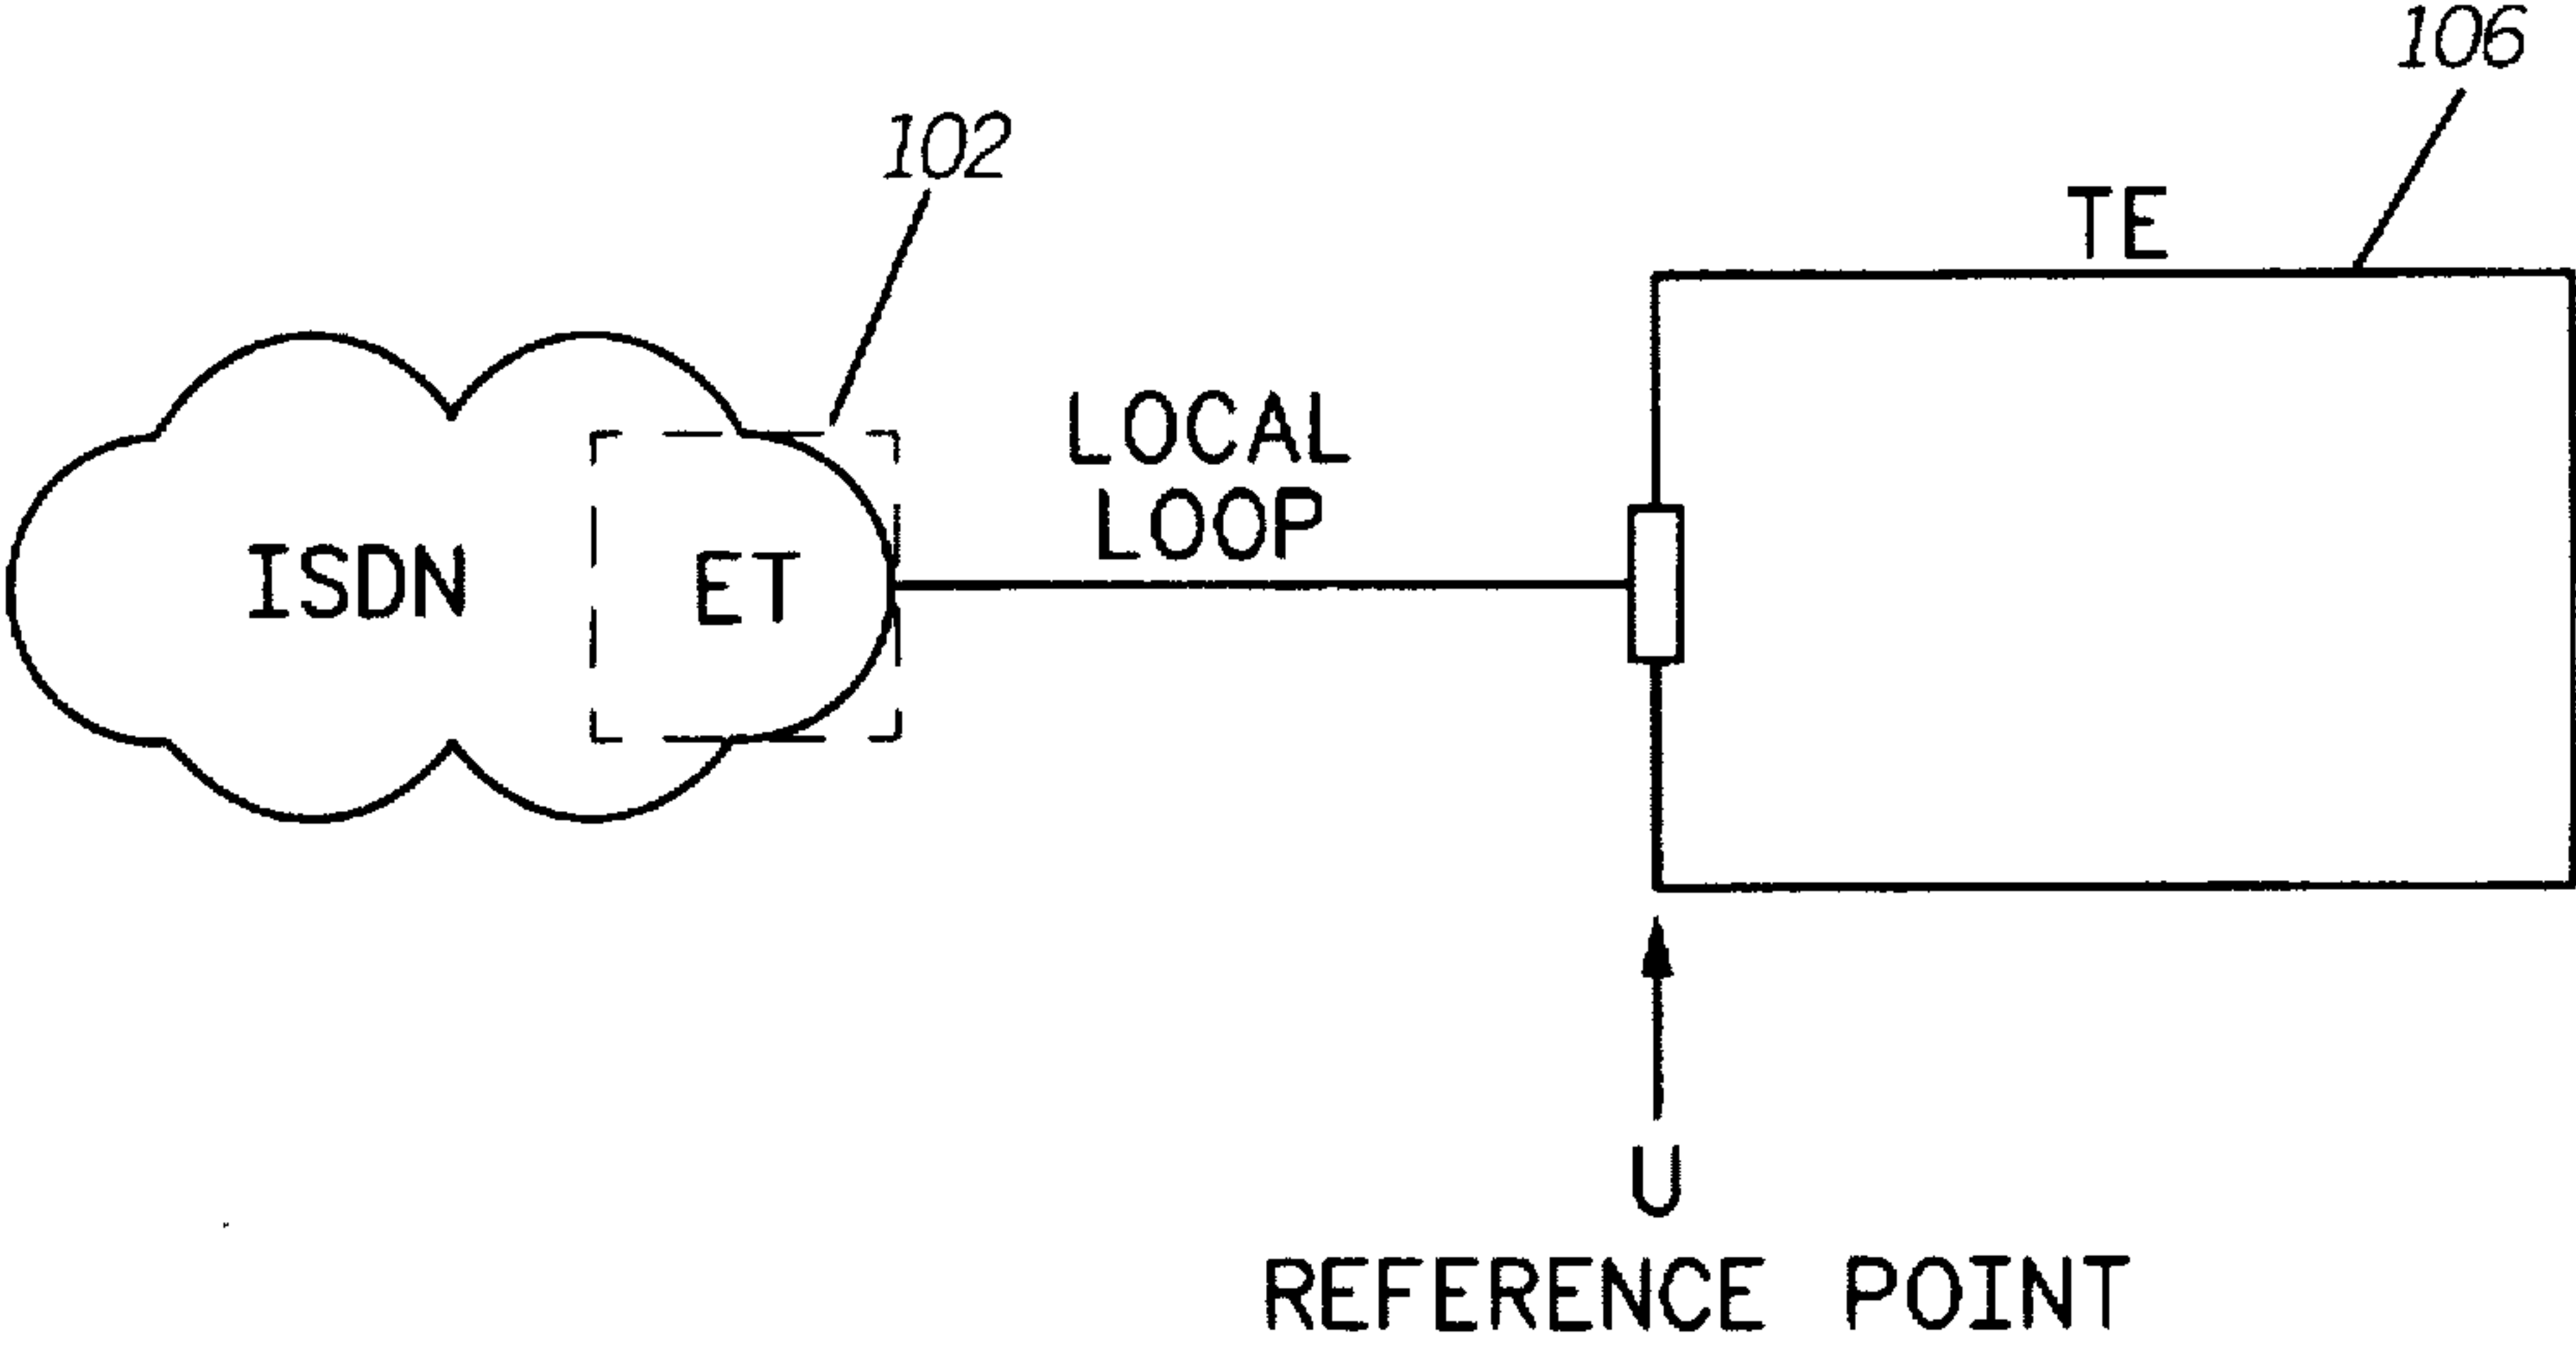 106
102
TE
LOCAL
LOOP
ISDN
ET
U
REFERENCE POINT